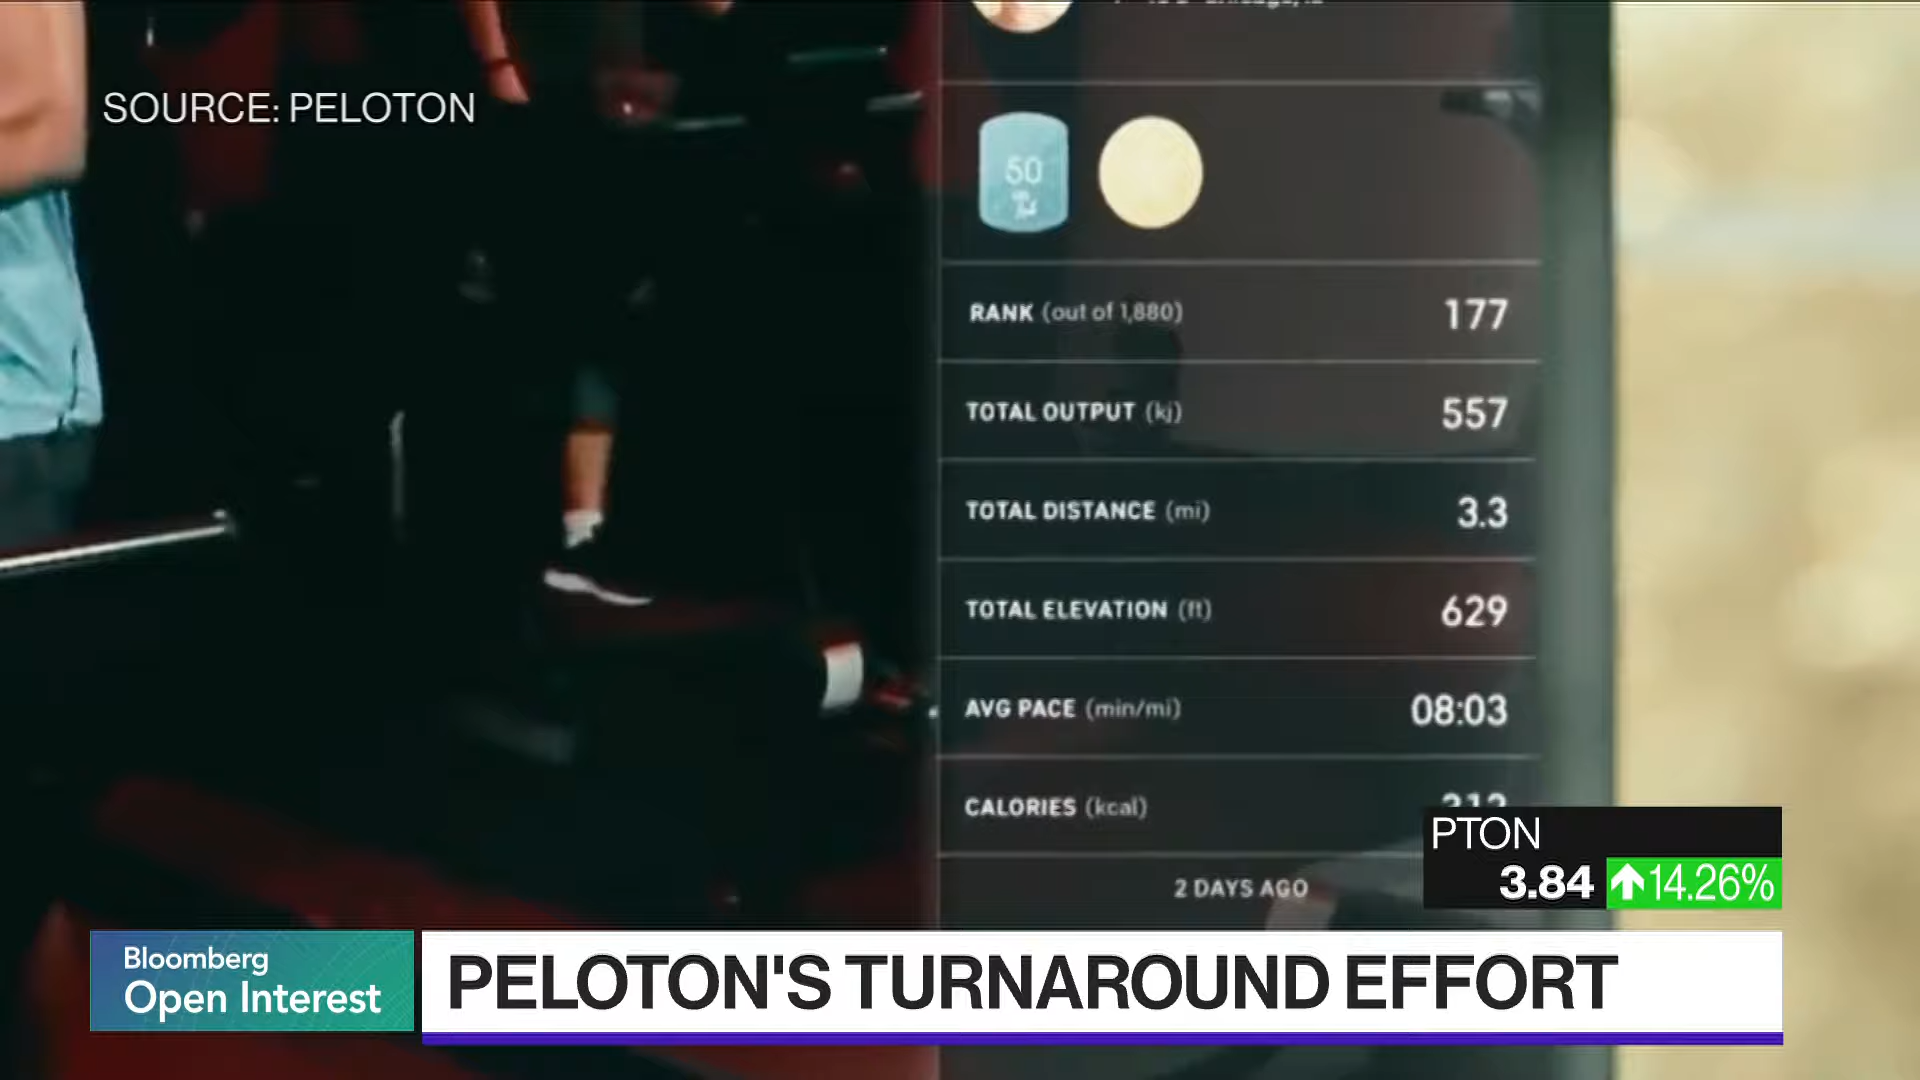 SOURCE: PELOTON
50
RANK (out of 1,880) 177
TOTAL OUTPUT (kj) 557
TOTAL DISTANCE (mi) 3.3
TOTAL ELEVATION (ft) 629
AVG PACE (min/mi) 08:03
CALORIES (kcal)
2 DAYS AGO
PTON
3.84 14.26%
Bloomberg
Open Interest
PELOTON'S TURNAROUND EFFORT